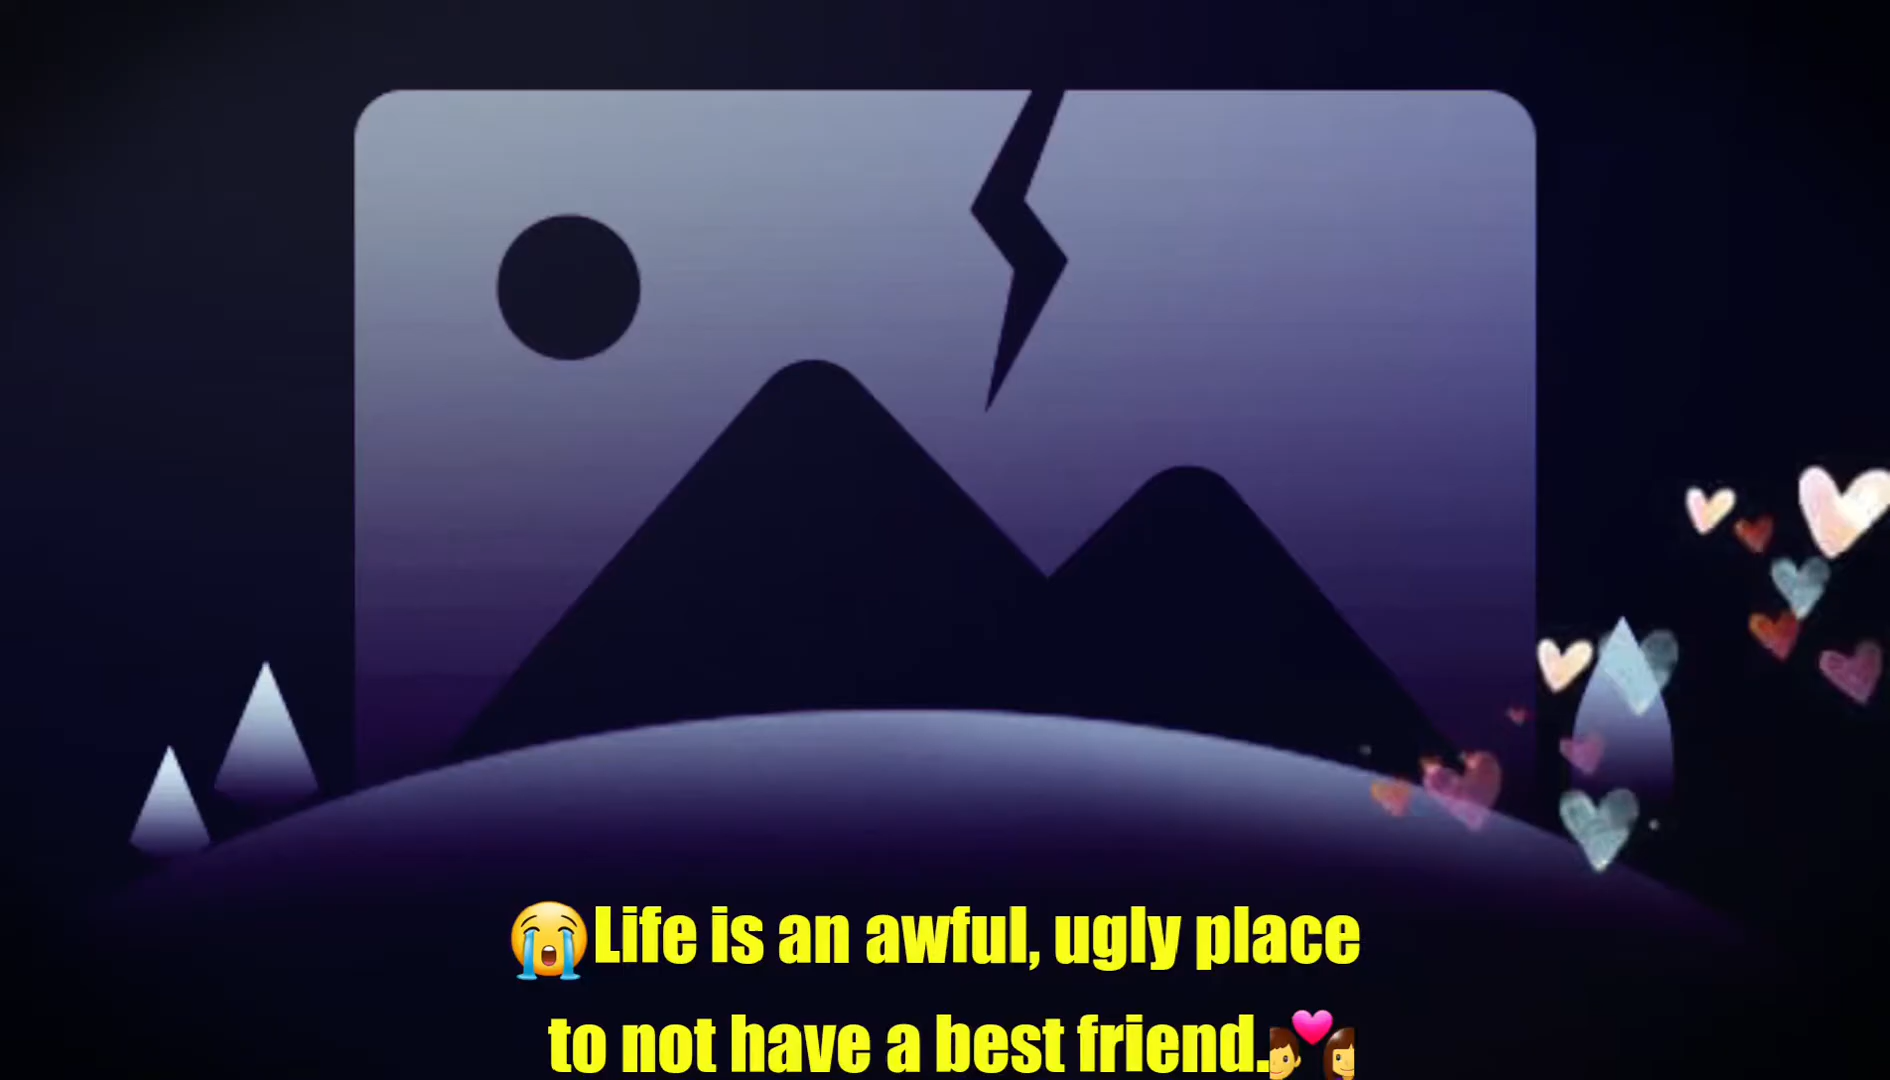 😭Life is an awful, ugly place
to not have a best friend.💑